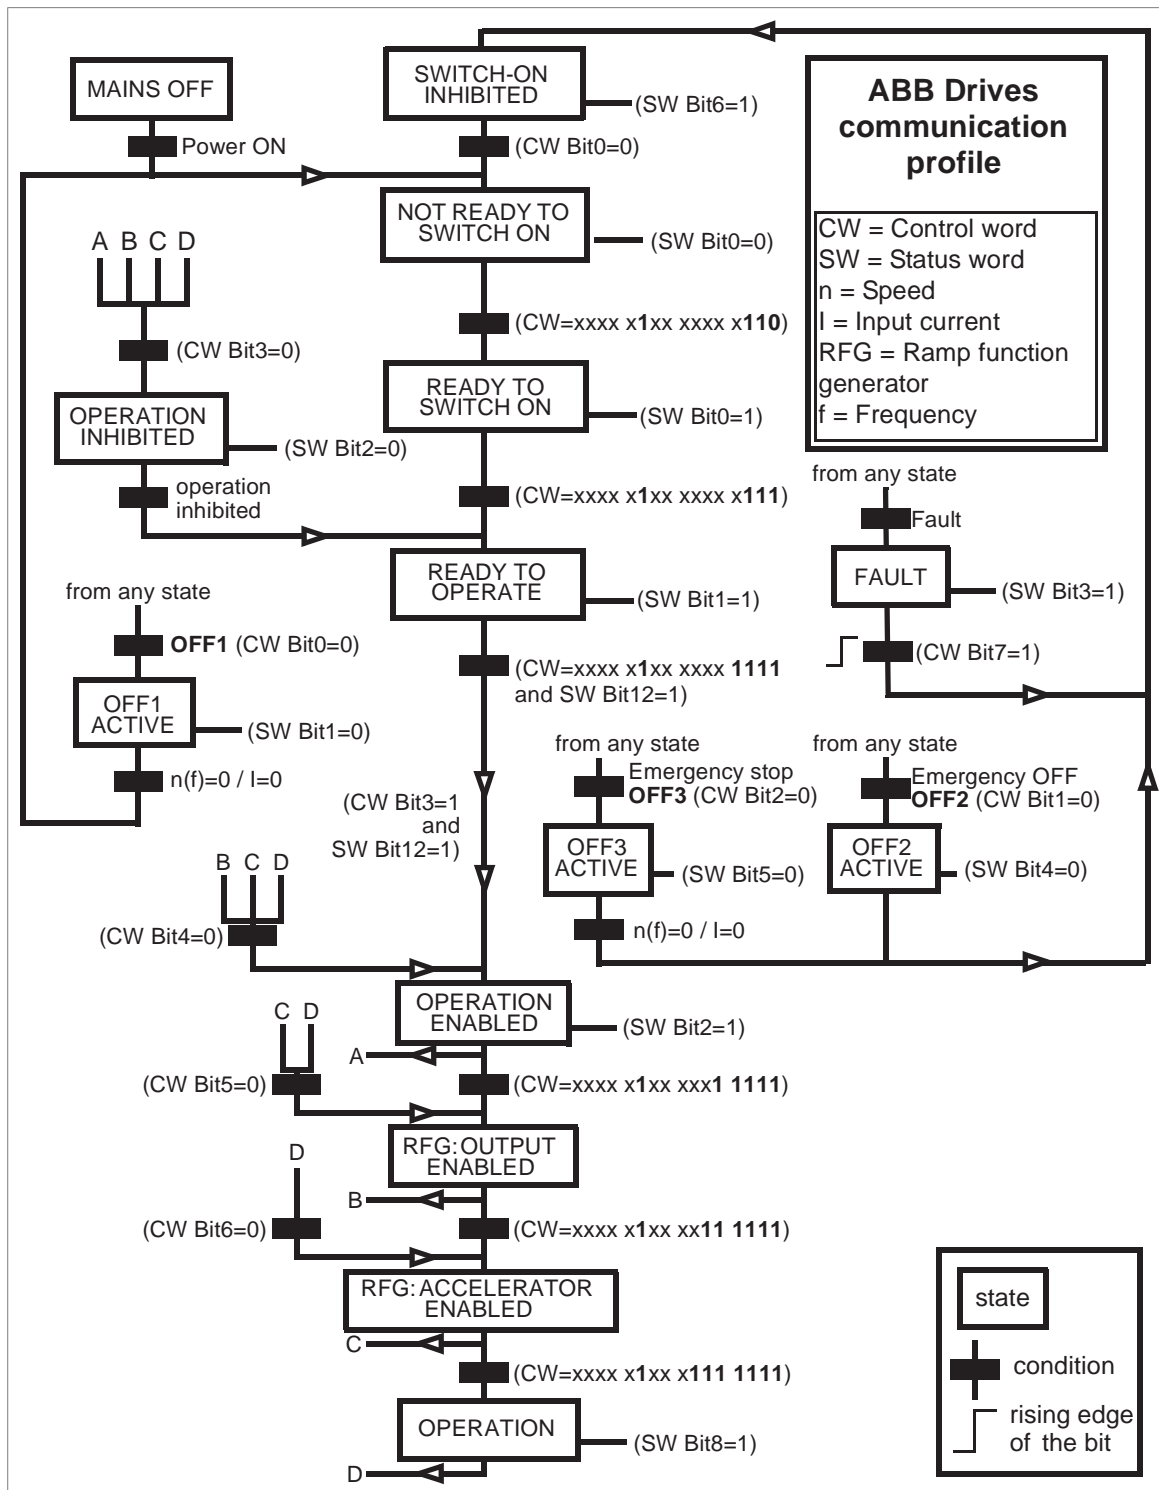 SWITCH-ON
INHIBITED
(SW Bit6=1)
MAINS OFF
Power ON
(CW Bit0=0)
ABB Drives
communication
profile
CW = Control word
SW = Status word
n = Speed
I = Input current
RFG = Ramp function
generator
f = Frequency
NOT READY TO
SWITCH ON
(SW Bit0=0)
A B C D
(CW Bit3=0)
(CW=xxxx x1xx xxxx x110)
OPERATION
INHIBITED
(SW Bit2=0)
READY TO
SWITCH ON
(SW Bit0=1)
operation
inhibited
(CW=xxxx x1xx xxxx x111)
from any state
Fault
FAULT
(SW Bit3=1)
(CW Bit7=1)
READY TO
OPERATE
(SW Bit1=1)
from any state
OFF1 (CW Bit0=0)
OFF1
ACTIVE
(SW Bit1=0)
n(f)=0 / I=0
(CW=xxxx x1xx xxxx 1111
and SW Bit12=1)
from any state
Emergency stop
OFF3 (CW Bit2=0)
OFF3
ACTIVE
(SW Bit5=0)
n(f)=0 / I=0
from any state
Emergency OFF
OFF2 (CW Bit1=0)
OFF2
ACTIVE
(SW Bit4=0)
(CW Bit3=1
and
SW Bit12=1)
B C D
(CW Bit4=0)
OPERATION
ENABLED
(SW Bit2=1)
A
C D
(CW Bit5=0)
(CW=xxxx x1xx xxx1 1111)
RFG: OUTPUT
ENABLED
B
D
(CW Bit6=0)
(CW=xxxx x1xx xx11 1111)
RFG: ACCELERATOR
ENABLED
C
(CW=xxxx x1xx x111 1111)
OPERATION
(SW Bit8=1)
D
state
condition
rising edge
of the bit